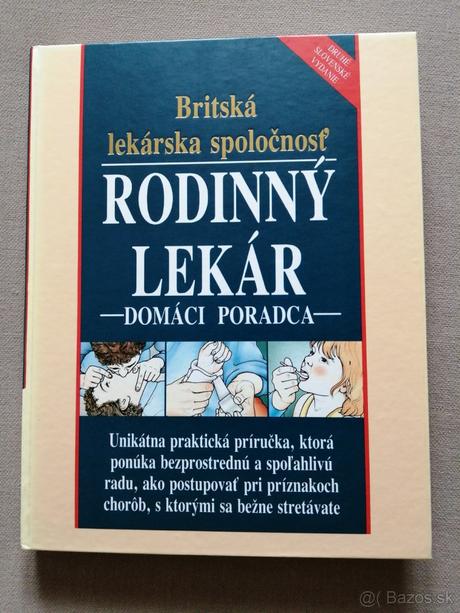 DRUHÉ
SLOVENSKÉ
VYDANIE
Britská
lekárska spoločnosť
RODINNÝ
LEKÁR
—DOMÁCI PORADCA—
Unikátna praktická príručka, ktorá
ponúka bezprostrednú a spoľahlivú
radu, ako postupovať pri príznakoch
chorôb, s ktorými sa bežne stretávate
@( Bazos.sk